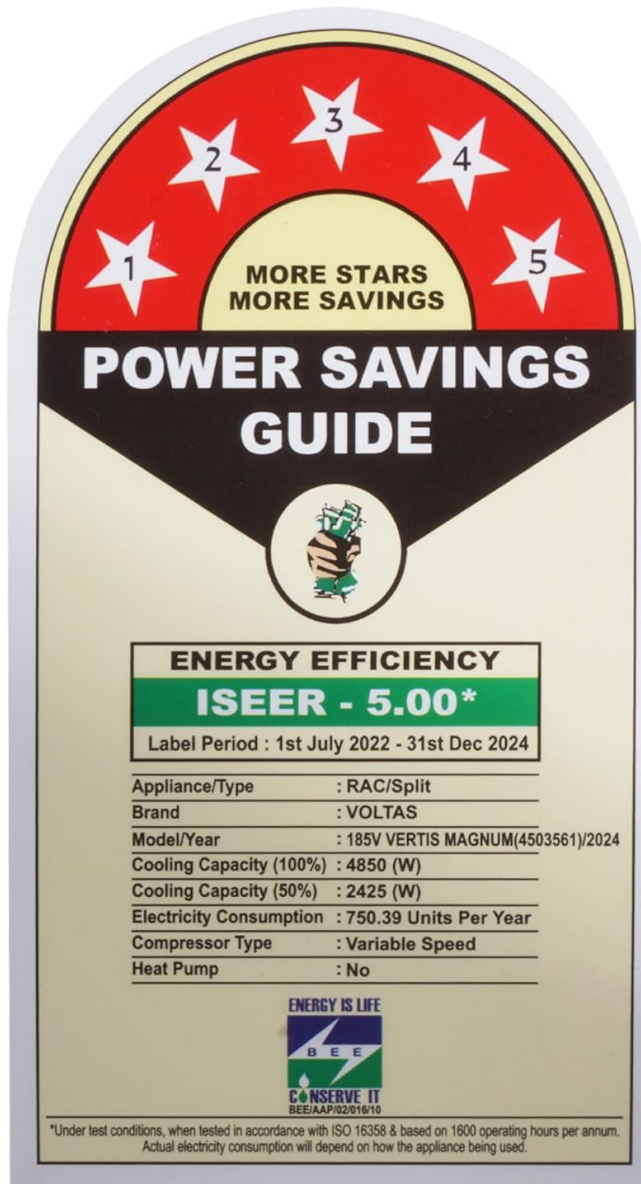 1
2
3
4
5
MORE STARS
MORE SAVINGS
POWER SAVINGS
GUIDE
ENERGY EFFICIENCY
ISEER - 5.00*
Label Period : 1st July 2022 - 31st Dec 2024
Appliance/Type : RAC/Split
Brand : VOLTAS
Model/Year : 185V VERTIS MAGNUM(4503561)/2024
Cooling Capacity (100%) : 4850 (W)
Cooling Capacity (50%) : 2425 (W)
Electricity Consumption : 750.39 Units Per Year
Compressor Type : Variable Speed
Heat Pump : No
ENERGY IS LIFE
BEE
CONSERVE IT
BEE/AAP/02/016/10
*Under test conditions, when tested in accordance with ISO 16358 & based on 1600 operating hours per annum.
Actual electricity consumption will depend on how the appliance being used.